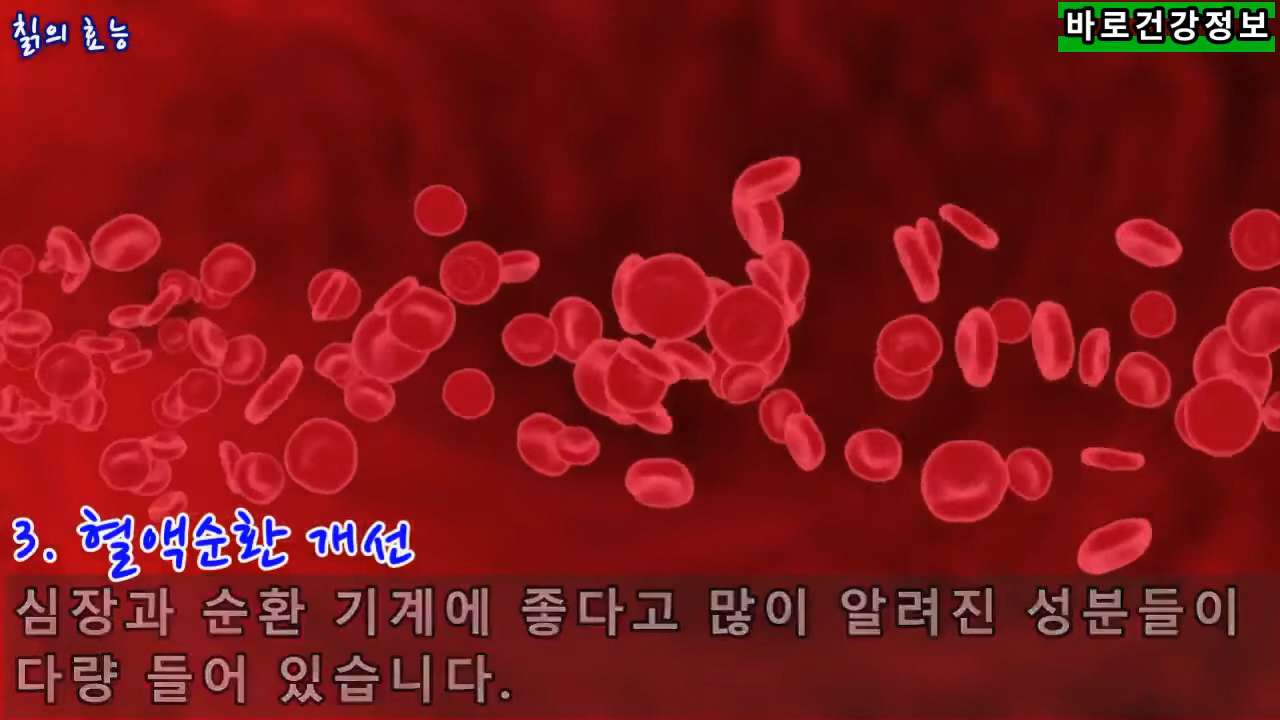 칡의 효능
바로건강정보
3. 혈액순환 개선
심장과 순환 기계에 좋다고 많이 알려진 성분들이
다량 들어 있습니다.